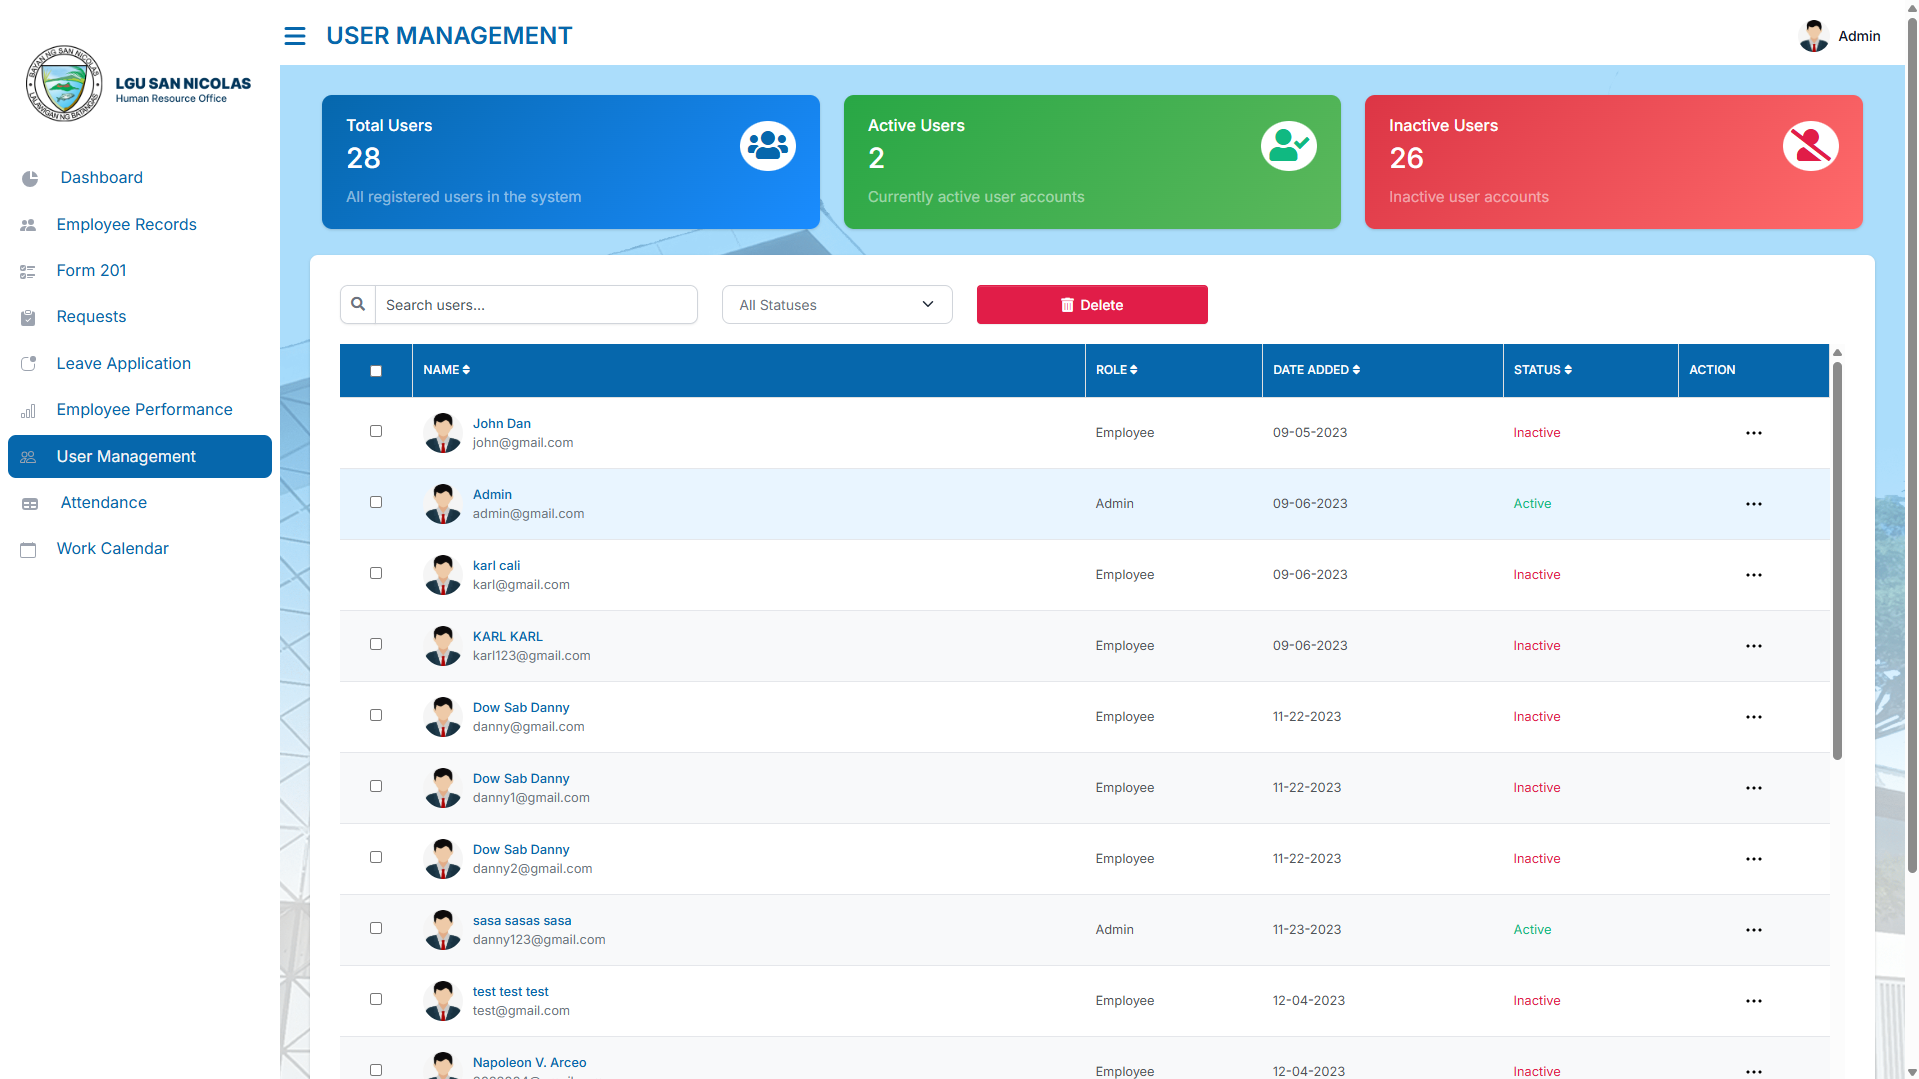 BAYAN NG SAN NICOLAS
LALAWIGAN NG BATANGAS
LGU SAN NICOLAS
Human Resource Office
Dashboard
Employee Records
Form 201
Requests
Leave Application
Employee Performance
User Management
Attendance
Work Calendar
USER MANAGEMENT
Admin
Total Users
28
All registered users in the system
Active Users
2
Currently active user accounts
Inactive Users
26
Inactive user accounts
Search users...
All Statuses
Delete
NAME ROLE DATE ADDED STATUS ACTION
John Dan
john@gmail.com
Employee 09-05-2023 Inactive
Admin
admin@gmail.com
Admin 09-06-2023 Active
karl cali
karl@gmail.com
Employee 09-06-2023 Inactive
KARL KARL
karl123@gmail.com
Employee 09-06-2023 Inactive
Dow Sab Danny
danny@gmail.com
Employee 11-22-2023 Inactive
Dow Sab Danny
danny1@gmail.com
Employee 11-22-2023 Inactive
Dow Sab Danny
danny2@gmail.com
Employee 11-22-2023 Inactive
sasa sasas sasa
danny123@gmail.com
Admin 11-23-2023 Active
test test test
test@gmail.com
Employee 12-04-2023 Inactive
Napoleon V. Arceo
Employee 12-04-2023 Inactive